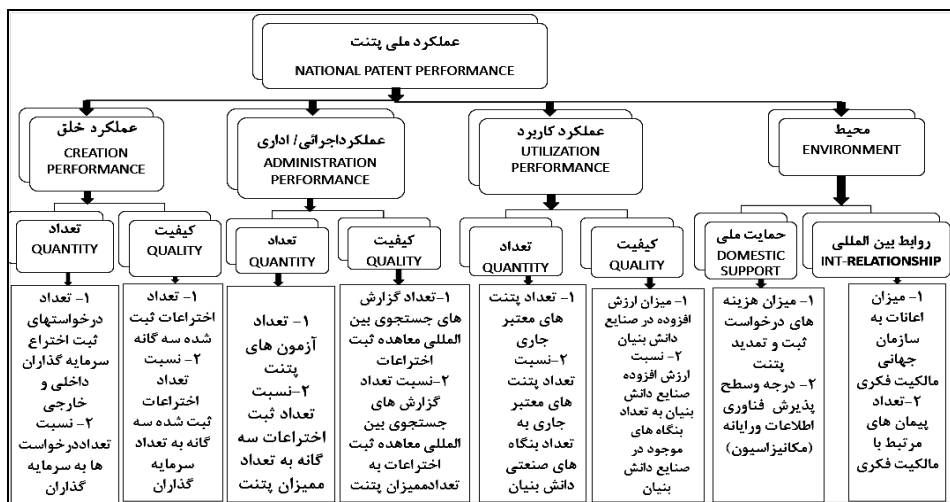 عملکرد ملی پتنت
NATIONAL PATENT PERFORMANCE
عملکرد خلق
CREATION
PERFORMANCE
عملکرداجرائی/ اداری
ADMINISTRATION
PERFORMANCE
عملکرد کاربرد
UTILIZATION
PERFORMANCE
محیط
ENVIRONMENT
تعداد
QUANTITY
کیفیت
QUALITY
تعداد
QUANTITY
کیفیت
QUALITY
تعداد
QUANTITY
کیفیت
QUALITY
حمایت ملی
DOMESTIC
SUPPORT
روابط بین المللی
INT-RELATIONSHIP
۱- تعداد
درخواستهای
ثبت اختراع
سرمایه گذاران
داخلی و
خارجی
۲- نسبت
تعداددرخواست
ها به سرمایه
گذاران
۱- تعداد
اختراعات ثبت
شده سه گانه
۲- نسبت
تعداد
اختراعات
ثبت شده سه
گانه به تعداد
سرمایه
گذاران
۱- تعداد
آزمون های
پتنت
۲-نسبت
تعداد ثبت
اختراعات سه
گانه به تعداد
ممیزان پتنت
۱-تعداد گزارش
های جستجوی بین
المللی معاهده ثبت
اختراعات
۲-نسبت تعداد
گزارش های
جستجوی بین
المللی معاهده ثبت
اختراعات به
تعدادممیزان پتنت
۱- تعداد پتنت
های معتبر
جاری
۲-نسبت
تعداد پتنت
های معتبر
جاری به
تعداد بنگاه
های صنعتی
دانش بنیان
۱- میزان ارزش
افزوده در صنایع
دانش بنیان
۲- نسبت
ارزش افزوده
صنایع دانش
بنیان به تعداد
بنگاه های
موجود در
صنایع دانش
بنیان
۱- میزان هزینه
های درخواست
ثبت و تمدید
پتنت
۲- درجه وسطح
پذیرش فناوری
اطلاعات ورایانه
(مکانیزاسیون)
۱- میزان
اعانات به
سازمان
جهانی
مالکیت فکری
۲-تعداد
پیمان های
مرتبط با
مالکیت فکری